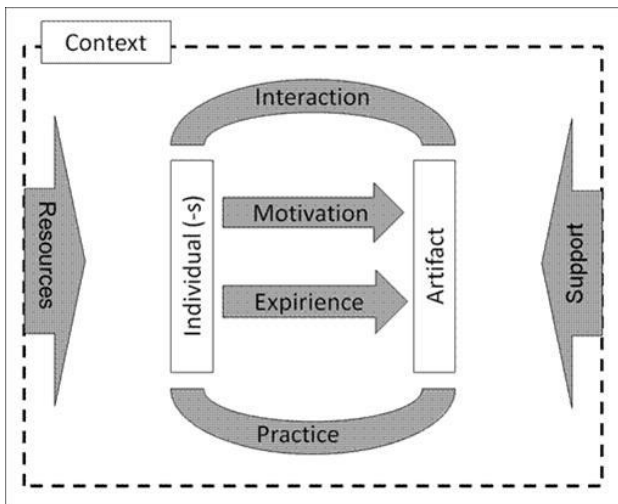 Context
Interaction
Resources
Individual (-s)
Motivation
Expirience
Artifact
Support
Practice